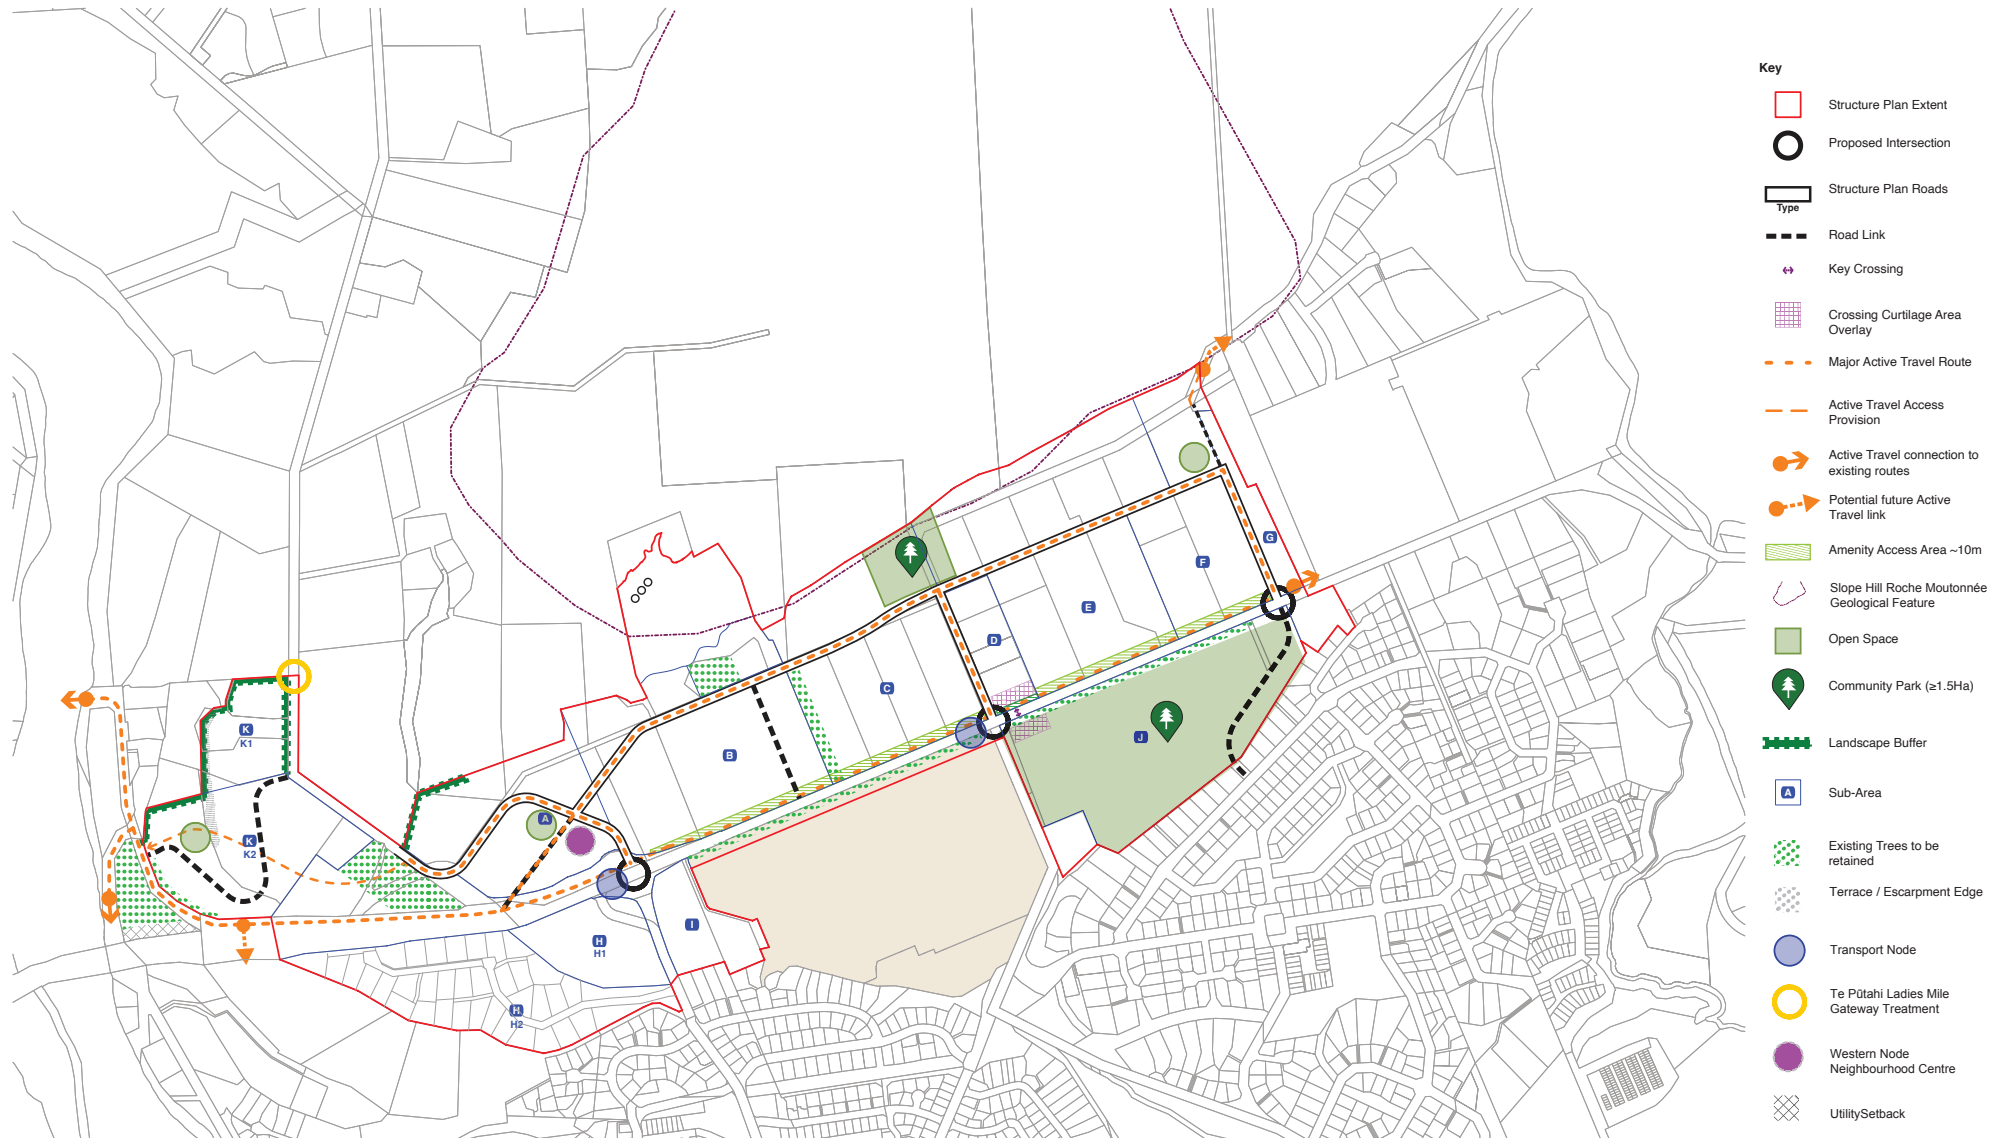 Key
Structure Plan Extent
Proposed Intersection
Structure Plan Roads
Type
Road Link
Key Crossing
Crossing Curtilage Area
Overlay
Major Active Travel Route
Active Travel Access
Provision
Active Travel connection to
existing routes
Potential future Active
Travel link
Amenity Access Area ~10m
Slope Hill Roche Moutonnée
Geological Feature
Open Space
Community Park (≥1.5Ha)
Landscape Buffer
A
Sub-Area
Existing Trees to be
retained
Terrace / Escarpment Edge
Transport Node
Te Pūtahi Ladies Mile
Gateway Treatment
Western Node
Neighbourhood Centre
UtilitySetback
G
F
E
D
C
J
B
K
K1
A
K
K2
I
H
H1
H
H2